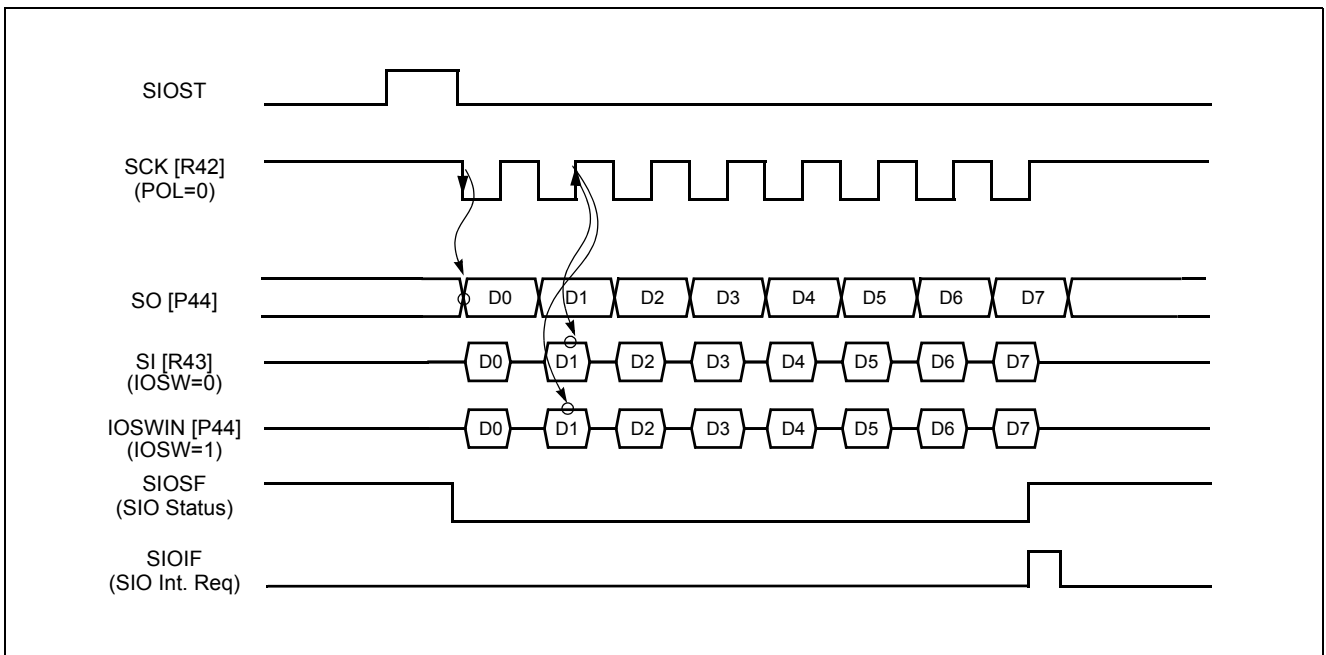 SIOST
SCK [R42]
(POL=0)
SO [P44]
D0 D1 D2 D3 D4 D5 D6 D7
SI [R43]
(IOSW=0)
D0 D1 D2 D3 D4 D5 D6 D7
IOSWIN [P44]
(IOSW=1)
D0 D1 D2 D3 D4 D5 D6 D7
SIOSF
(SIO Status)
SIOIF
(SIO Int. Req)